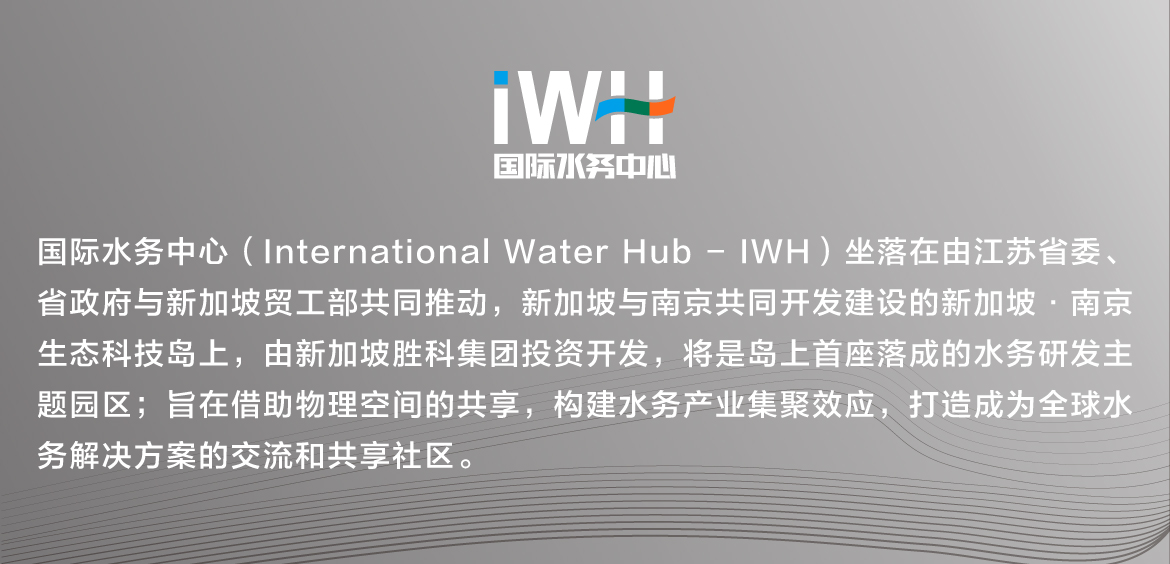 iWH
国际水务中心
国际水务中心（International Water Hub – IWH）坐落在由江苏省委、
省政府与新加坡贸工部共同推动，新加坡与南京共同开发建设的新加坡·南京
生态科技岛上，由新加坡胜科集团投资开发，将是岛上首座落成的水务研发主
题园区；旨在借助物理空间的共享，构建水务产业集聚效应，打造成为全球水
务解决方案的交流和共享社区。